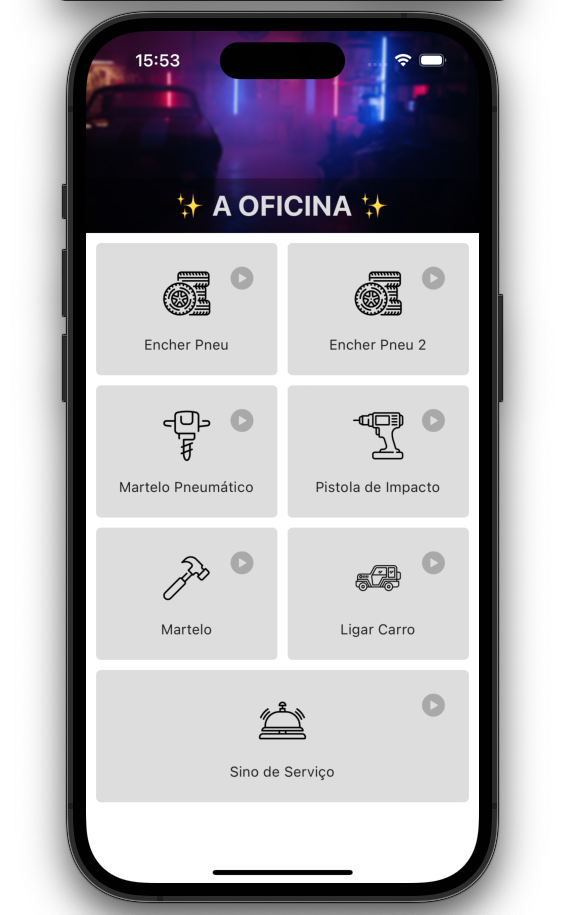 15:53
✨ A OFICINA ✨
Encher Pneu
Encher Pneu 2
Martelo Pneumático
Pistola de Impacto
Martelo
Ligar Carro
Sino de Serviço